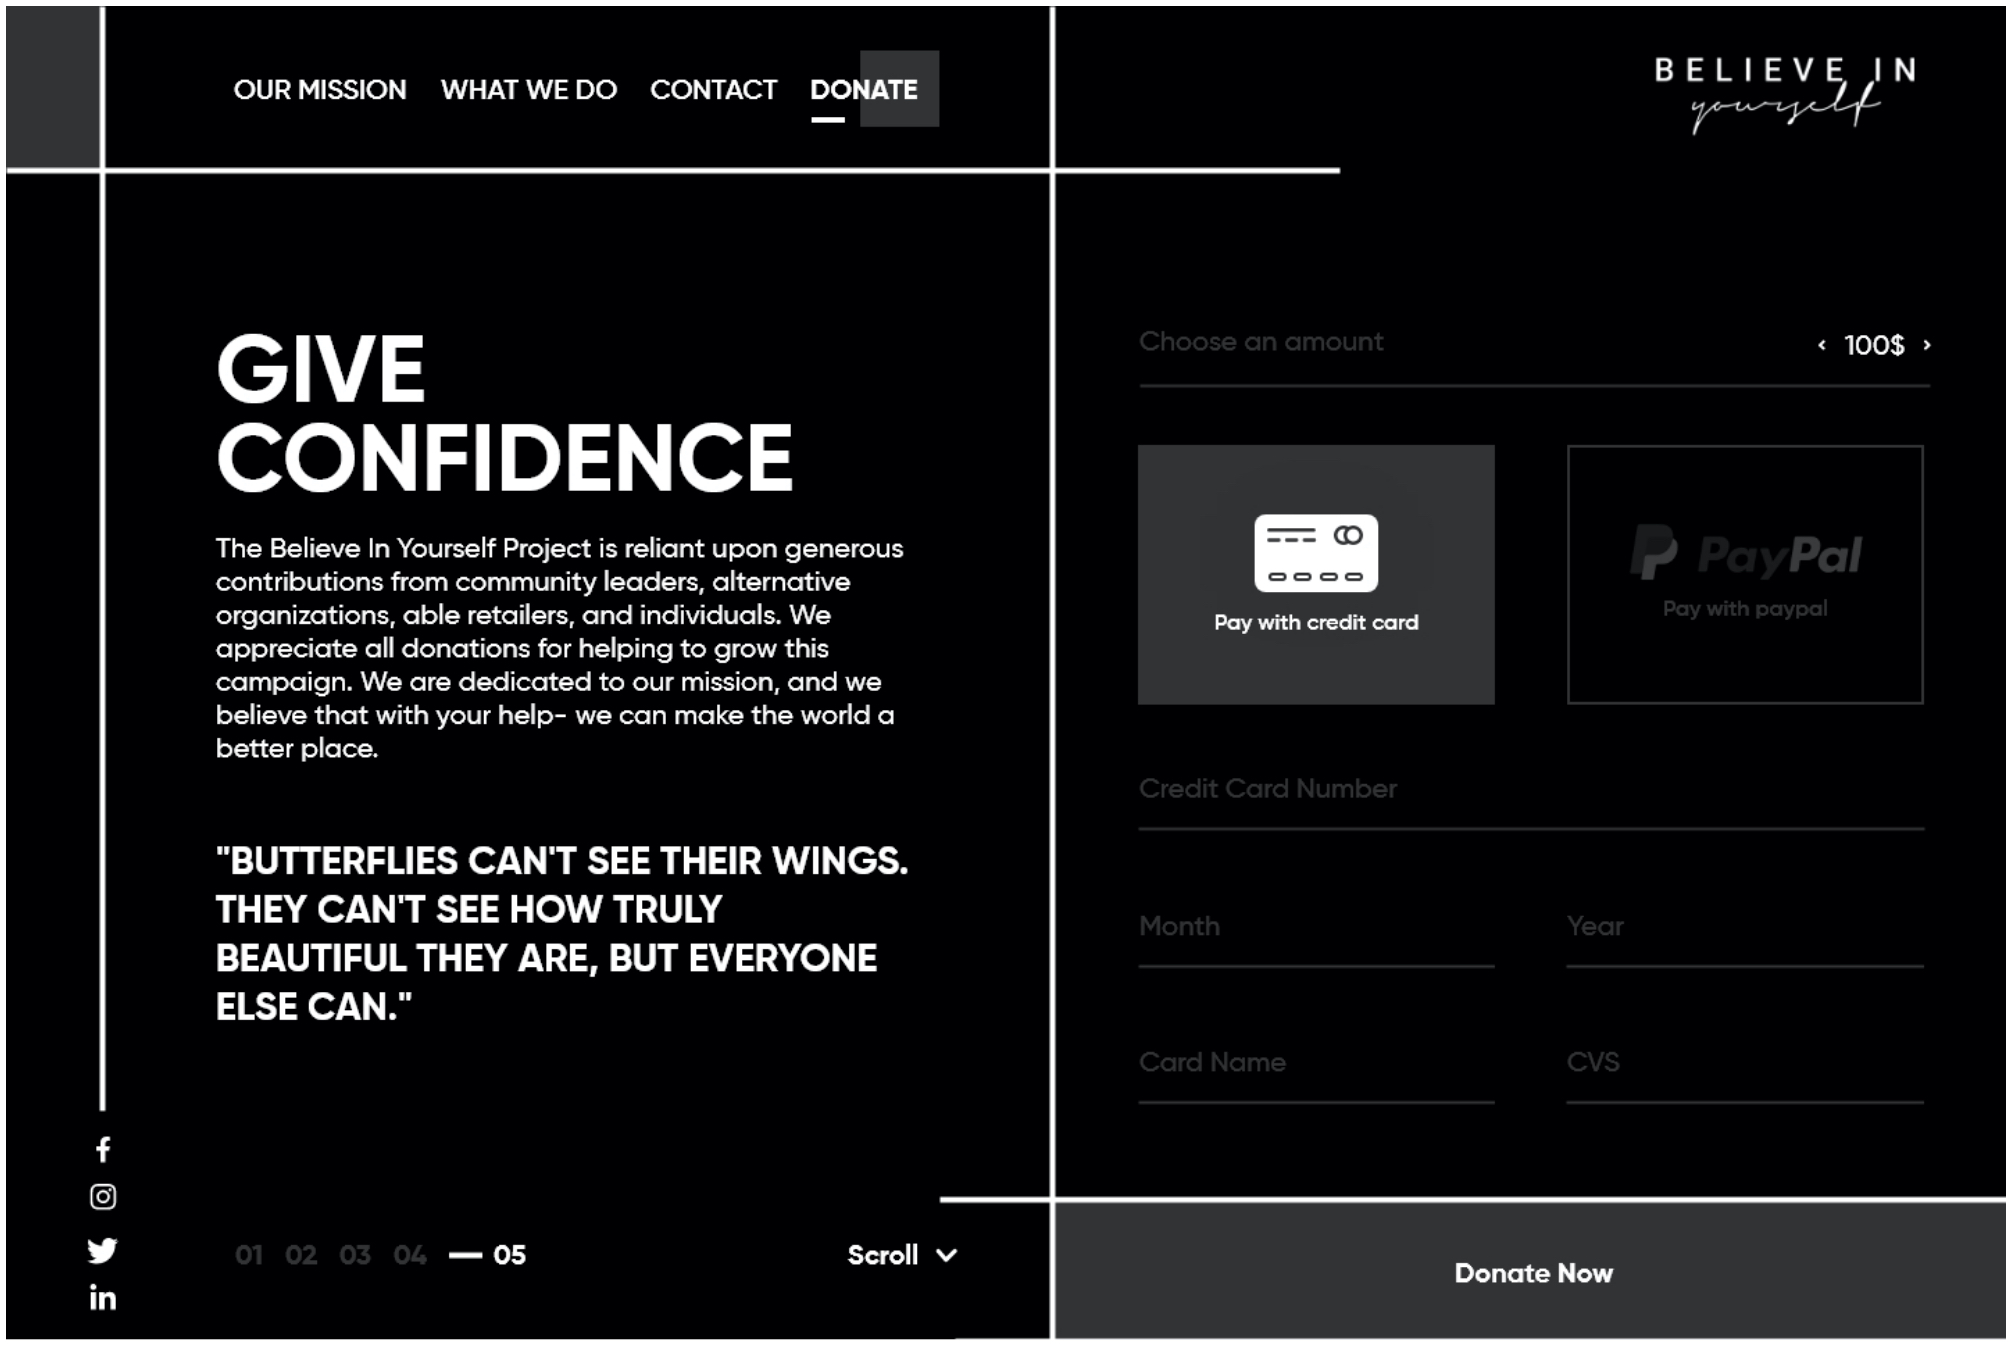 OUR MISSION WHAT WE DO CONTACT DONATE
BELIEVE IN
yourself
GIVE
CONFIDENCE
The Believe In Yourself Project is reliant upon generous
contributions from community leaders, alternative
organizations, able retailers, and individuals. We
appreciate all donations for helping to grow this
campaign. We are dedicated to our mission, and we
believe that with your help- we can make the world a
better place.
"BUTTERFLIES CAN'T SEE THEIR WINGS.
THEY CAN'T SEE HOW TRULY
BEAUTIFUL THEY ARE, BUT EVERYONE
ELSE CAN."
01 02 03 04 05
Scroll
Choose an amount
‹ 100$ ›
Pay with credit card
PayPal
Pay with paypal
Credit Card Number
Month
Year
Card Name
CVS
Donate Now
f
in